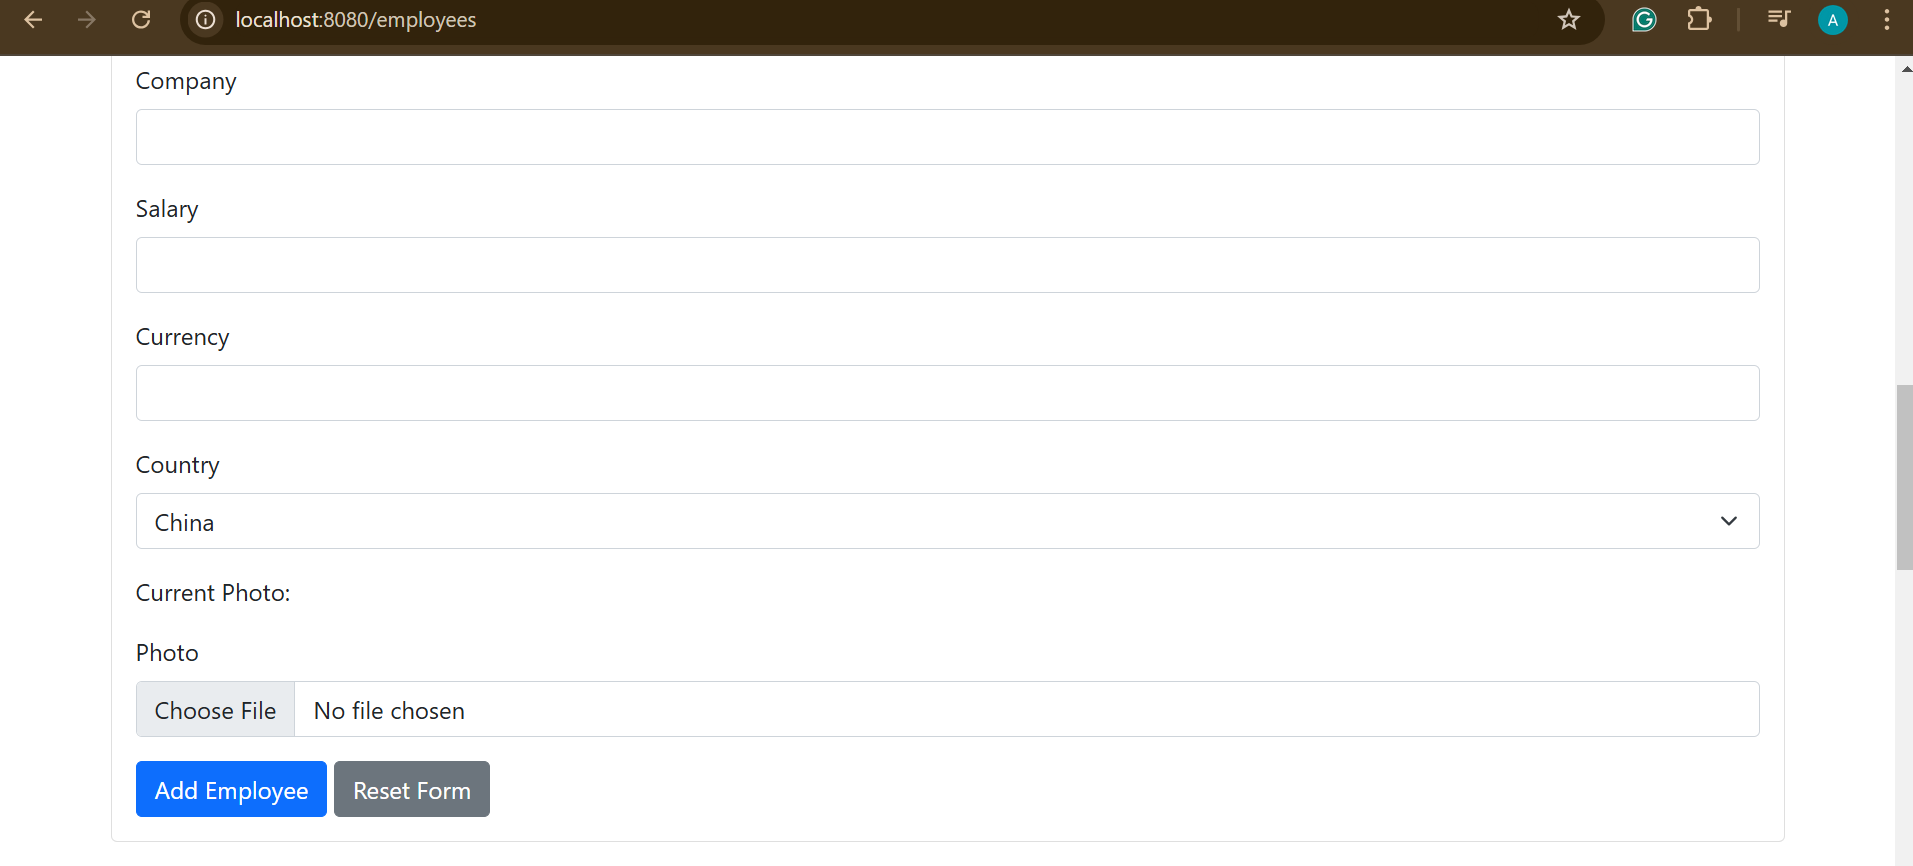 localhost:8080/employees
A
Company
Salary
Currency
Country
China
Current Photo:
Photo
Choose File No file chosen
Add Employee Reset Form